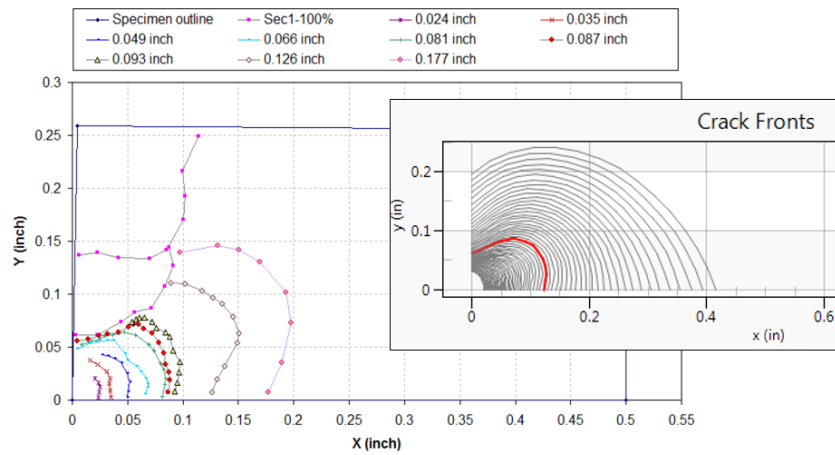 Specimen outline Sec1-100% 0.024 inch 0.035 inch
0.049 inch 0.066 inch 0.081 inch 0.087 inch
0.093 inch 0.126 inch 0.177 inch
0.3
0.25
0.2
0.15
0.1
0.05
0
Y (inch)
0 0.05 0.1 0.15 0.2 0.25 0.3 0.35 0.4 0.45 0.5 0.55
X (inch)
Crack Fronts
0.2
0.1
0
y (in)
0 0.2 0.4 0.6
x (in)